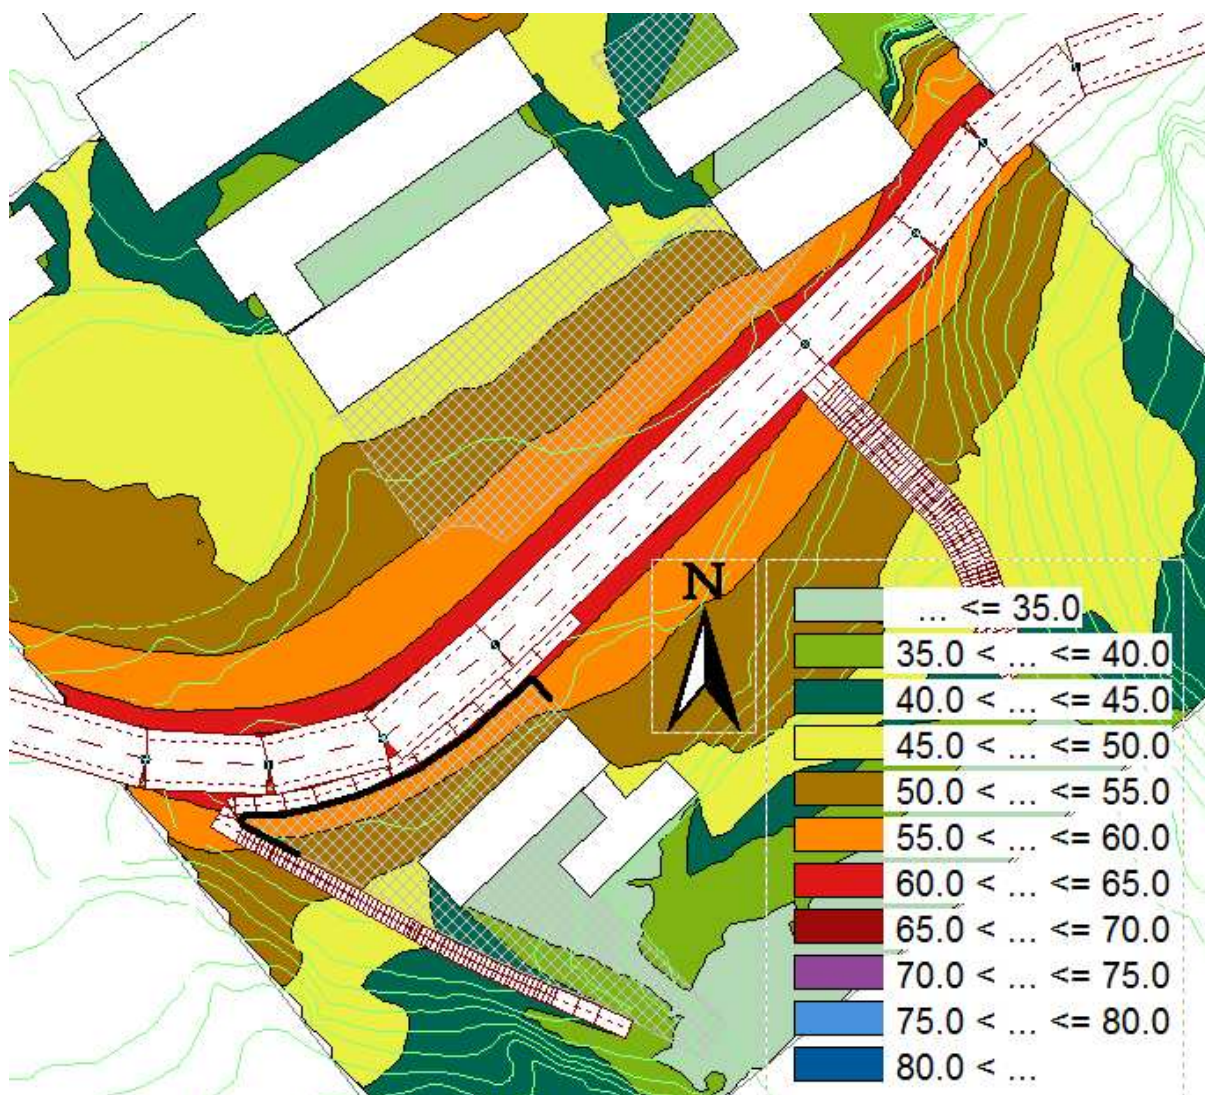 N
... <= 35.0
35.0 < ... <= 40.0
40.0 < ... <= 45.0
45.0 < ... <= 50.0
50.0 < ... <= 55.0
55.0 < ... <= 60.0
60.0 < ... <= 65.0
65.0 < ... <= 70.0
70.0 < ... <= 75.0
75.0 < ... <= 80.0
80.0 < ...